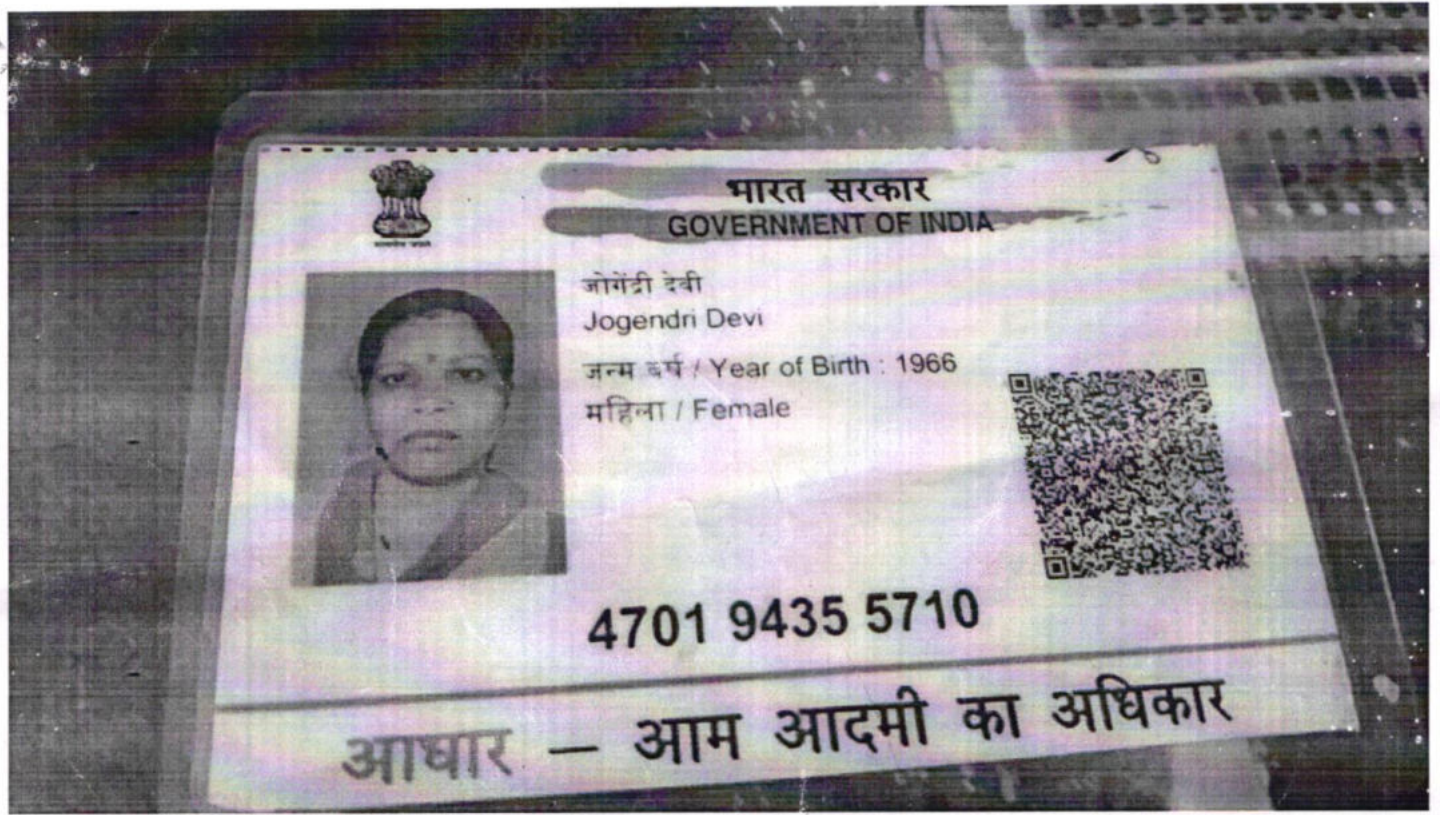 भारत सरकार
GOVERNMENT OF INDIA
जोगेंद्री देवी
Jogendri Devi
जन्म वर्ष / Year of Birth : 1966
महिला / Female
4701 9435 5710
आधार – आम आदमी का अधिकार